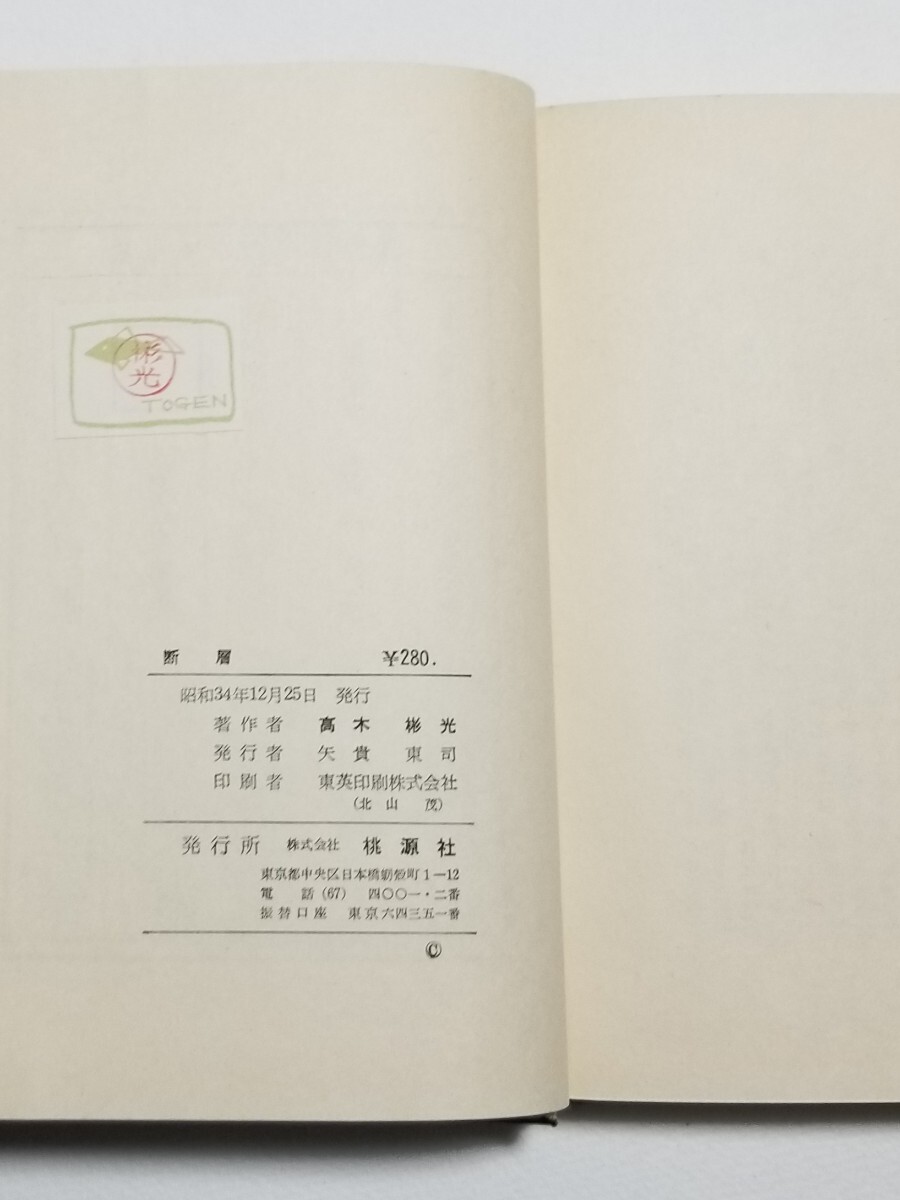 彬光
TOGEN
断層 ¥280.
昭和34年12月25日 発行
著作者 高木彬光
発行者 矢貴東司
印刷者 東英印刷株式会社
(北山茂)
発行所 株式会社 桃源社
東京都中央区日本橋蛎殻町1−12
電話(67) 四〇〇一・二番
振替口座 東京六四三五一番
©